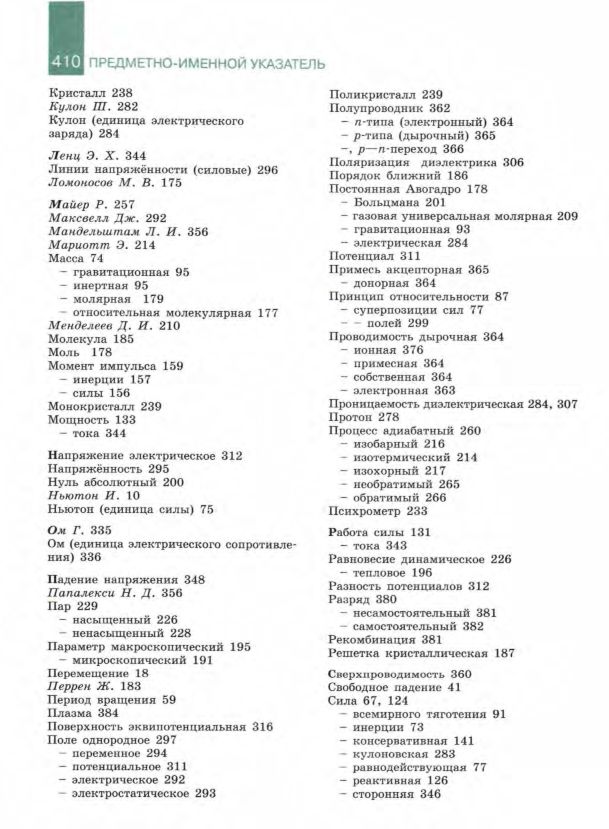 410 ПРЕДМЕТНО-ИМЕННОЙ УКАЗАТЕЛЬ
Кристалл 238
Кулон Ш. 282
Кулон (единица электрического
заряда) 284
Ленц Э. Х. 344
Линии напряжённости (силовые) 296
Ломоносов М. В. 175
Майер Р. 257
Максвелл Дж. 292
Мандельштам Л. И. 356
Мариотт Э. 214
Масса 74
– гравитационная 95
– инертная 95
– молярная 179
– относительная молекулярная 177
Менделеев Д. И. 210
Молекула 185
Моль 178
Момент импульса 159
– инерции 157
– силы 156
Монокристалл 239
Мощность 133
– тока 344
Напряжение электрическое 312
Напряжённость 295
Нуль абсолютный 200
Ньютон И. 10
Ньютон (единица силы) 75
Ом Г. 335
Ом (единица электрического сопротивле-
ния) 336
Падение напряжения 348
Папалекси Н. Д. 356
Пар 229
– насыщенный 226
– ненасыщенный 228
Параметр макроскопический 195
– микроскопический 191
Перемещение 18
Перрен Ж. 183
Период вращения 59
Плазма 384
Поверхность эквипотенциальная 316
Поле однородное 297
– переменное 294
– потенциальное 311
– электрическое 292
– электростатическое 293
Поликристалл 239
Полупроводник 362
– n-типа (электронный) 364
– p-типа (дырочный) 365
–, p—n-переход 366
Поляризация диэлектрика 306
Порядок ближний 186
Постоянная Авогадро 178
– Больцмана 201
– газовая универсальная молярная 209
– гравитационная 93
– электрическая 284
Потенциал 311
Примесь акцепторная 365
– донорная 364
Принцип относительности 87
– суперпозиции сил 77
– – полей 299
Проводимость дырочная 364
– ионная 376
– примесная 364
– собственная 364
– электронная 363
Проницаемость диэлектрическая 284, 307
Протон 278
Процесс адиабатный 260
– изобарный 216
– изотермический 214
– изохорный 217
– необратимый 265
– обратимый 266
Психрометр 233
Работа силы 131
– тока 343
Равновесие динамическое 226
– тепловое 196
Разность потенциалов 312
Разряд 380
– несамостоятельный 381
– самостоятельный 382
Рекомбинация 381
Решетка кристаллическая 187
Сверхпроводимость 360
Свободное падение 41
Сила 67, 124
– всемирного тяготения 91
– инерции 73
– консервативная 141
– кулоновская 283
– равнодействующая 77
– реактивная 126
– сторонняя 346